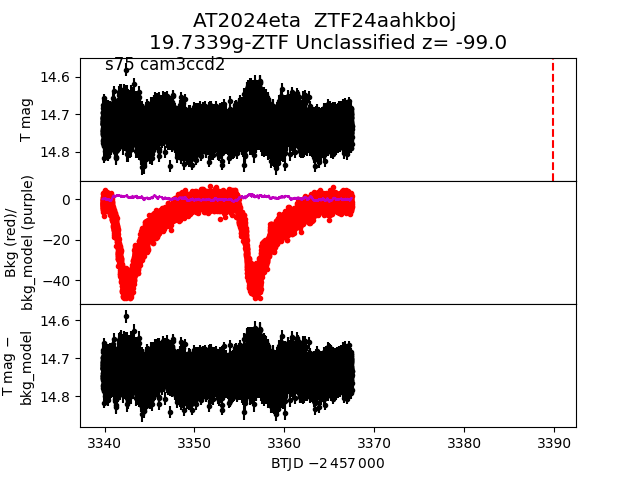 AT2024eta  ZTF24aahkboj
19.7339g-ZTF Unclassified z= -99.0
s75 cam3ccd2
14.6
14.7
14.8
T mag
0
−20
−40
Bkg (red)/
bkg_model (purple)
14.6
14.7
14.8
T mag −
bkg_model
3340
3350
3360
3370
3380
3390
BTJD −2 457 000